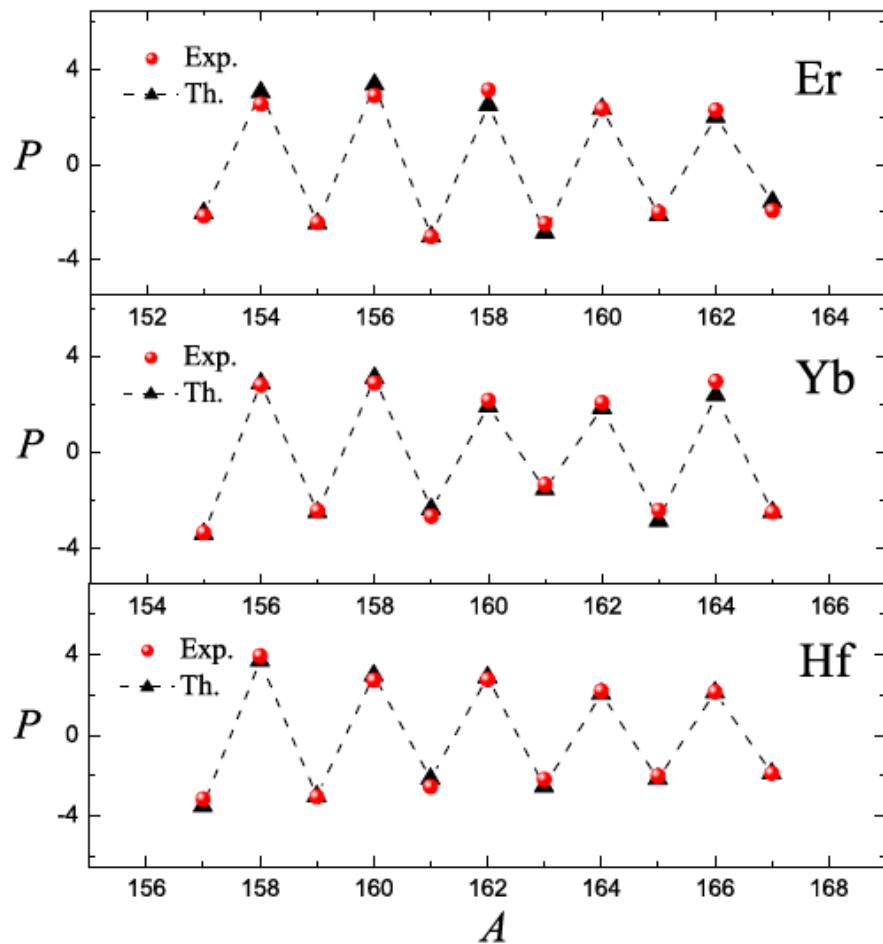 Exp.
Th.
Er
4
P
0
-4
152 154 156 158 160 162 164
Exp.
Th.
Yb
4
P
0
-4
154 156 158 160 162 164 166
Exp.
Th.
Hf
4
P
0
-4
156 158 160 162 164 166 168
A